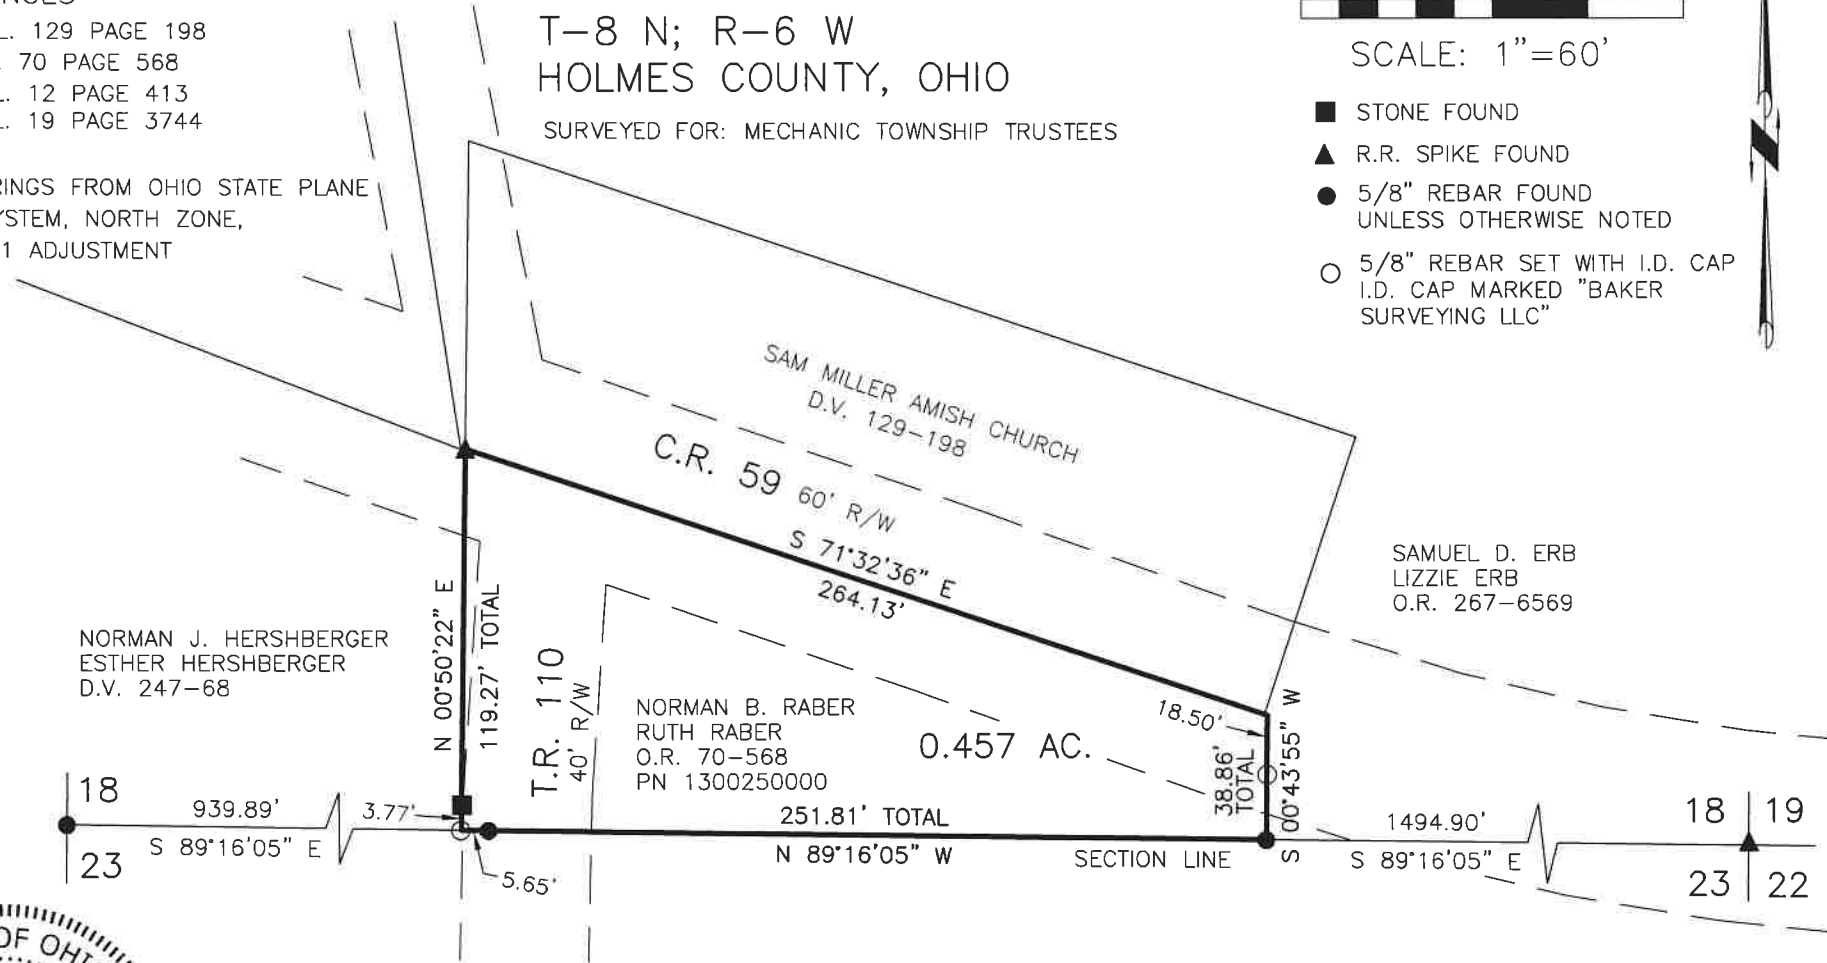 L. 129 PAGE 198
70 PAGE 568
L. 12 PAGE 413
L. 19 PAGE 3744
RINGS FROM OHIO STATE PLANE
YSTEM, NORTH ZONE,
1 ADJUSTMENT
T-8 N; R-6 W
HOLMES COUNTY, OHIO
SURVEYED FOR: MECHANIC TOWNSHIP TRUSTEES
SCALE: 1"=60'
STONE FOUND
R.R. SPIKE FOUND
5/8" REBAR FOUND
UNLESS OTHERWISE NOTED
5/8" REBAR SET WITH I.D. CAP
I.D. CAP MARKED "BAKER
SURVEYING LLC"
SAM MILLER AMISH CHURCH
D.V. 129-198
C.R. 59 60' R/W
S 71°32'36" E
264.13'
SAMUEL D. ERB
LIZZIE ERB
O.R. 267-6569
NORMAN J. HERSHBERGER
ESTHER HERSHBERGER
D.V. 247-68
N 00°50'22" E
119.27' TOTAL
T.R. 110
40' R/W
NORMAN B. RABER
RUTH RABER
O.R. 70-568
PN 1300250000
0.457 AC.
18.50'
38.86'
TOTAL
S 00°43'55" W
18
23
939.89'
S 89°16'05" E
3.77'
5.65'
251.81' TOTAL
N 89°16'05" W
SECTION LINE
1494.90'
S 89°16'05" E
18 19
23 22
OF OHI